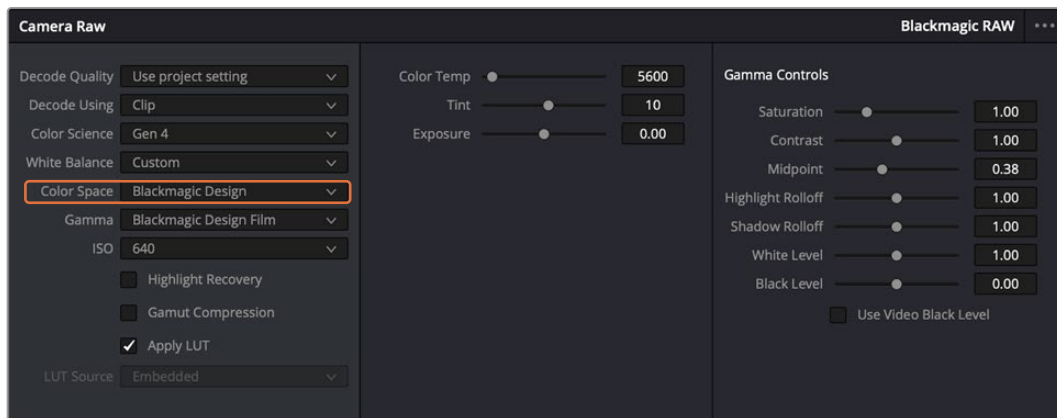 Camera Raw
Blackmagic RAW
Decode Quality Use project setting
Decode Using Clip
Color Science Gen 4
White Balance Custom
Color Space Blackmagic Design
Gamma Blackmagic Design Film
ISO 640
Highlight Recovery
Gamut Compression
Apply LUT
LUT Source Embedded
Color Temp 5600
Tint 10
Exposure 0.00
Gamma Controls
Saturation 1.00
Contrast 1.00
Midpoint 0.38
Highlight Rolloff 1.00
Shadow Rolloff 1.00
White Level 1.00
Black Level 0.00
Use Video Black Level